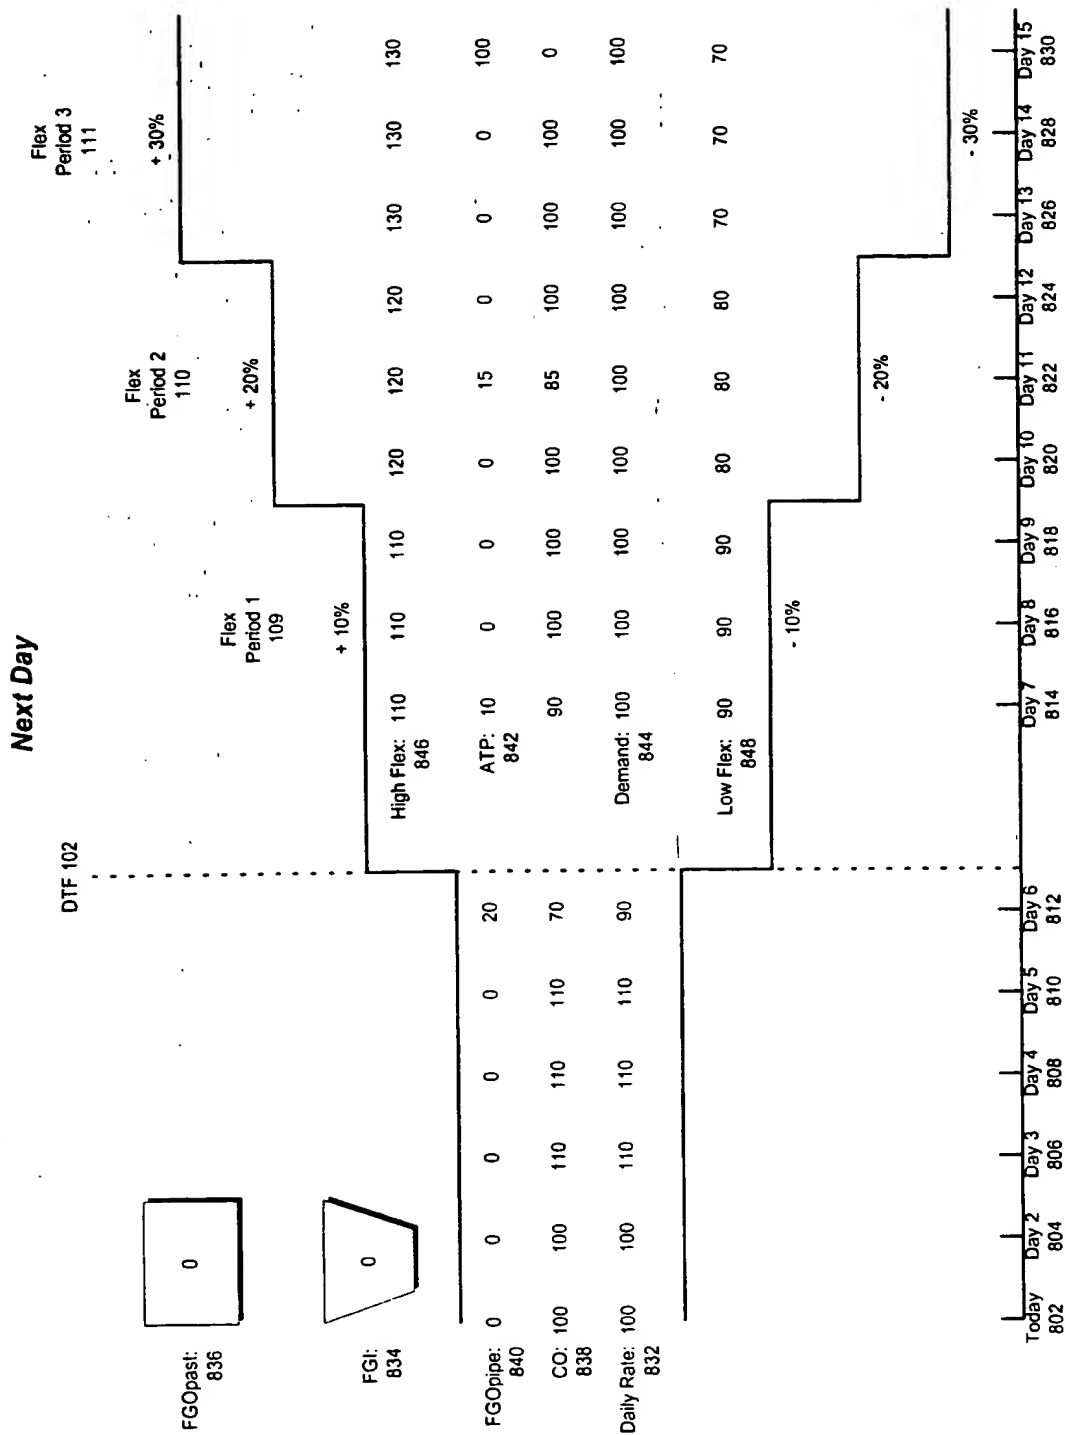 Next Day
Flex
Period 3
111
+ 30%
Flex
Period 2
110
+ 20%
Flex
Period 1
109
+ 10%
DTF 102
FGOpast:
836
0
FGI:
834
0
High Flex: 110 110 110 120 120 120 130 130 130
846
FGOpipe: 0 0 0 0 0 20
840
ATP: 10 0 0 0 15 0 0 0 100
842
CO: 100 100 110 110 110 70 90 100 100 100 85 100 100 100 0
838
Daily Rate: 100 100 110 110 110 90
832
Demand: 100 100 100 100 100 100 100 100 100
844
Low Flex: 90 90 90 80 80 80 70 70 70
848
- 10%
- 20%
- 30%
Today Day 2 Day 3 Day 4 Day 5 Day 6 Day 7 Day 8 Day 9 Day 10 Day 11 Day 12 Day 13 Day 14 Day 15
802 804 806 808 810 812 814 816 818 820 822 824 826 828 830